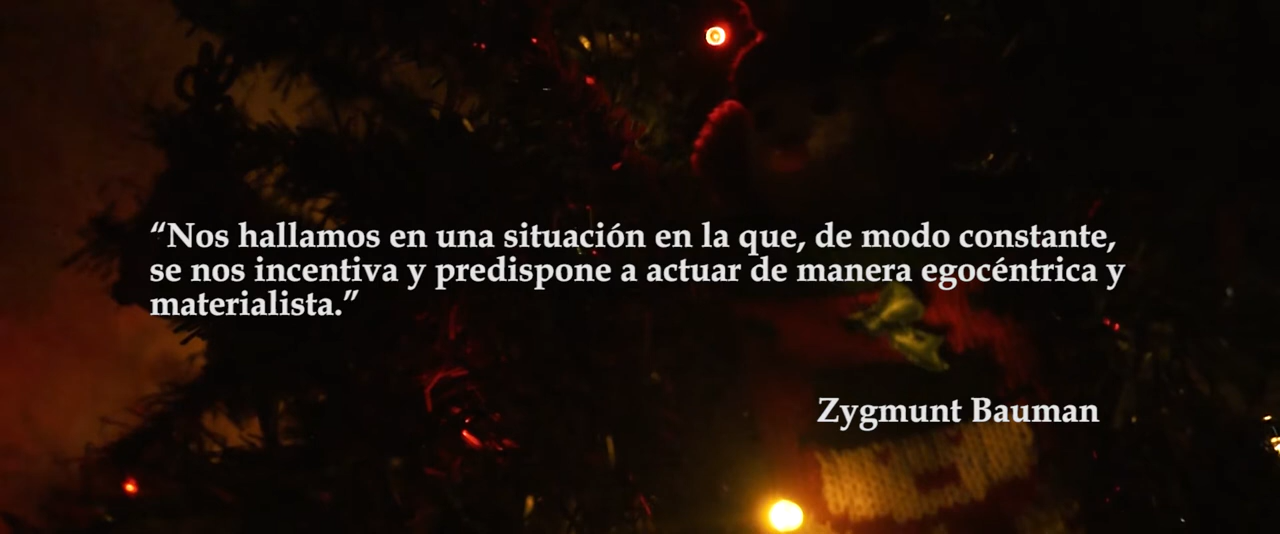 “Nos hallamos en una situación en la que, de modo constante,
se nos incentiva y predispone a actuar de manera egocéntrica y
materialista.”
Zygmunt Bauman